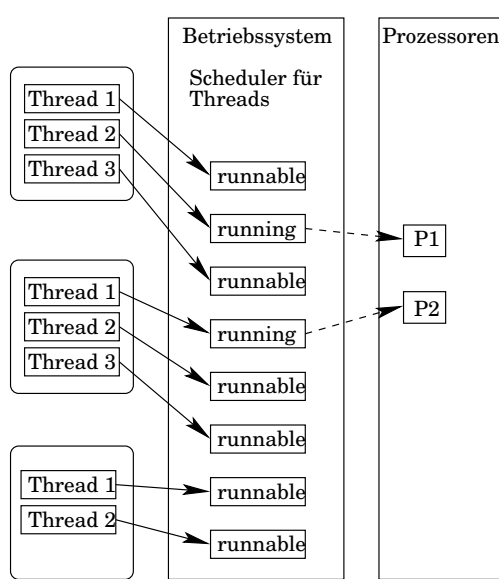 Betriebssystem
Prozessoren
Scheduler für
Threads
Thread 1
Thread 2
Thread 3
runnable
running
runnable
P1
Thread 1
Thread 2
Thread 3
running
runnable
runnable
P2
Thread 1
Thread 2
runnable
runnable